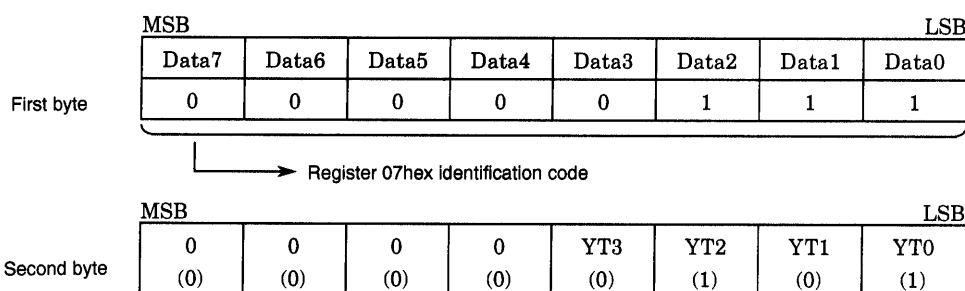 MSB LSB
Data7 Data6 Data5 Data4 Data3 Data2 Data1 Data0
First byte 0 0 0 0 0 1 1 1
Register 07hex identification code
MSB LSB
0 0 0 0 YT3 YT2 YT1 YT0
Second byte (0) (0) (0) (0) (0) (1) (0) (1)